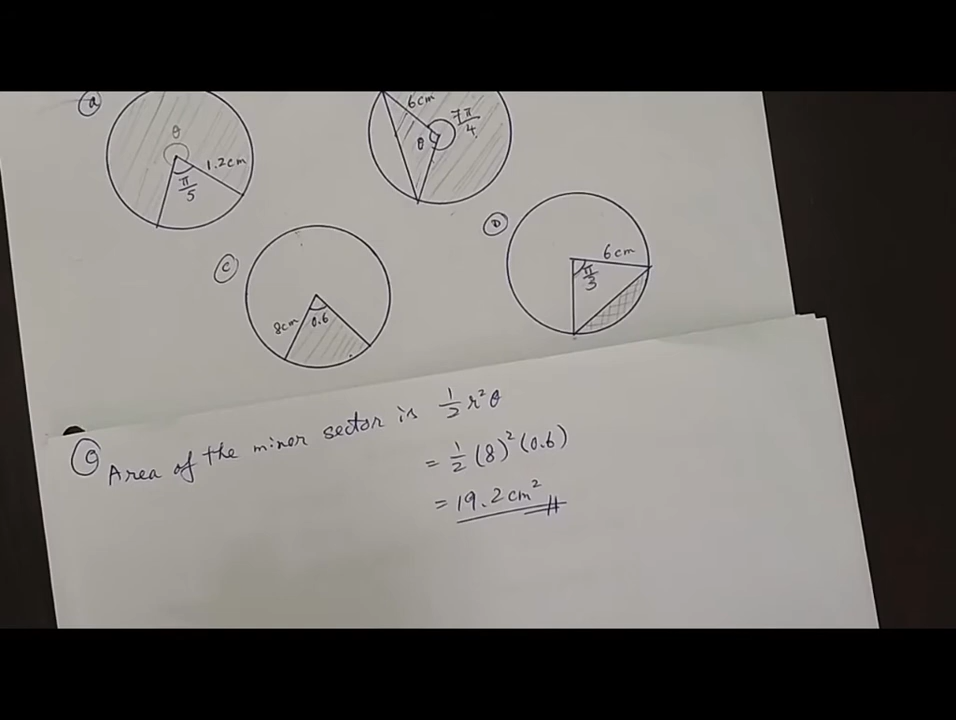 a
θ
π/5
1.2cm
6cm
θ
7π/4
C
8cm
0.6
D
6cm
π/3
C Area of the minor sector is 1/2 r²θ
= 1/2 (8)² (0.6)
= 19.2 cm²